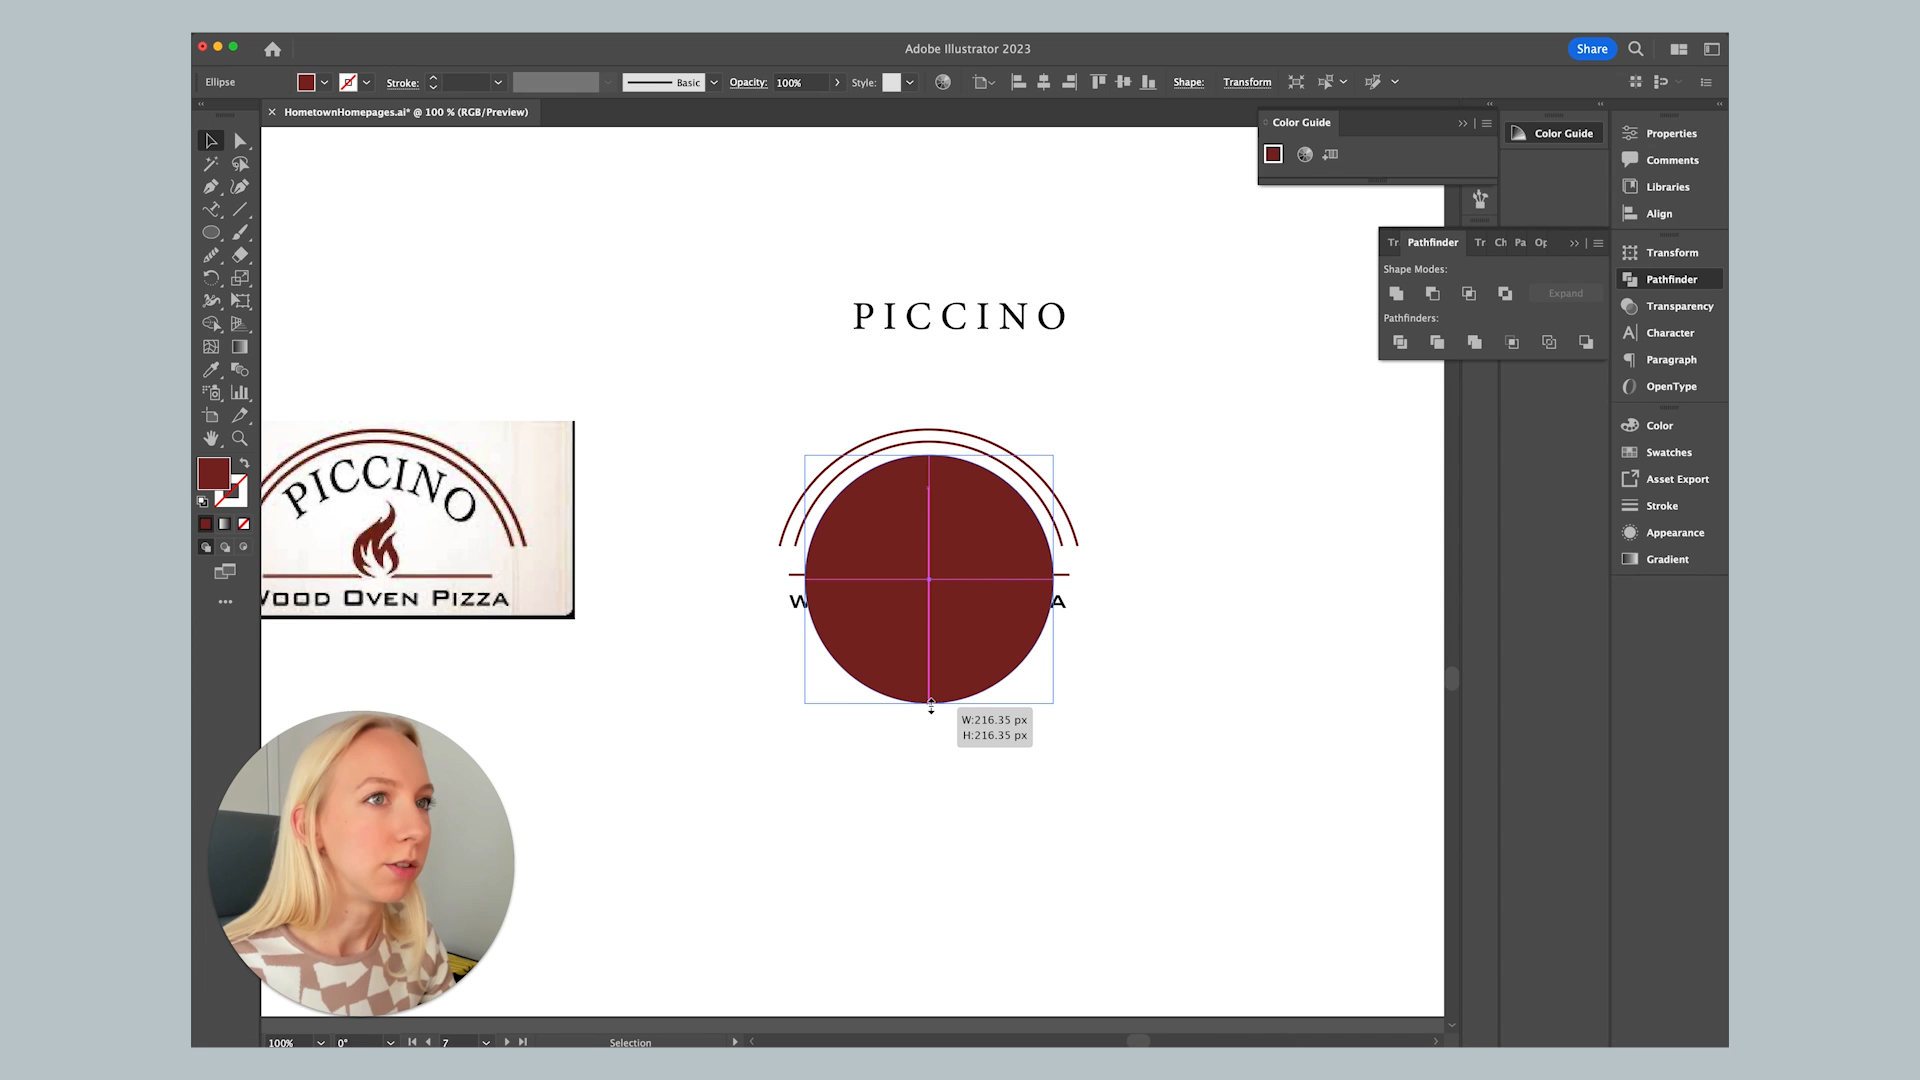 Adobe Illustrator 2023
Share
Ellipse
Stroke:
Basic
Opacity:
100%
Style:
Shape:
Transform
HometownHomepages.ai* @ 100 % (RGB/Preview)
Color Guide
Color Guide
Properties
Comments
Libraries
Align
Tr
Pathfinder
Tr
Ch
Pa
Op
Shape Modes:
Expand
Pathfinders:
Transform
Pathfinder
Transparency
Character
Paragraph
OpenType
Color
Swatches
Asset Export
Stroke
Appearance
Gradient
PICCINO
PICCINO
OOD OVEN PIZZA
W
A
W:216.35 px
H:216.35 px
100%
0°
7
Selection